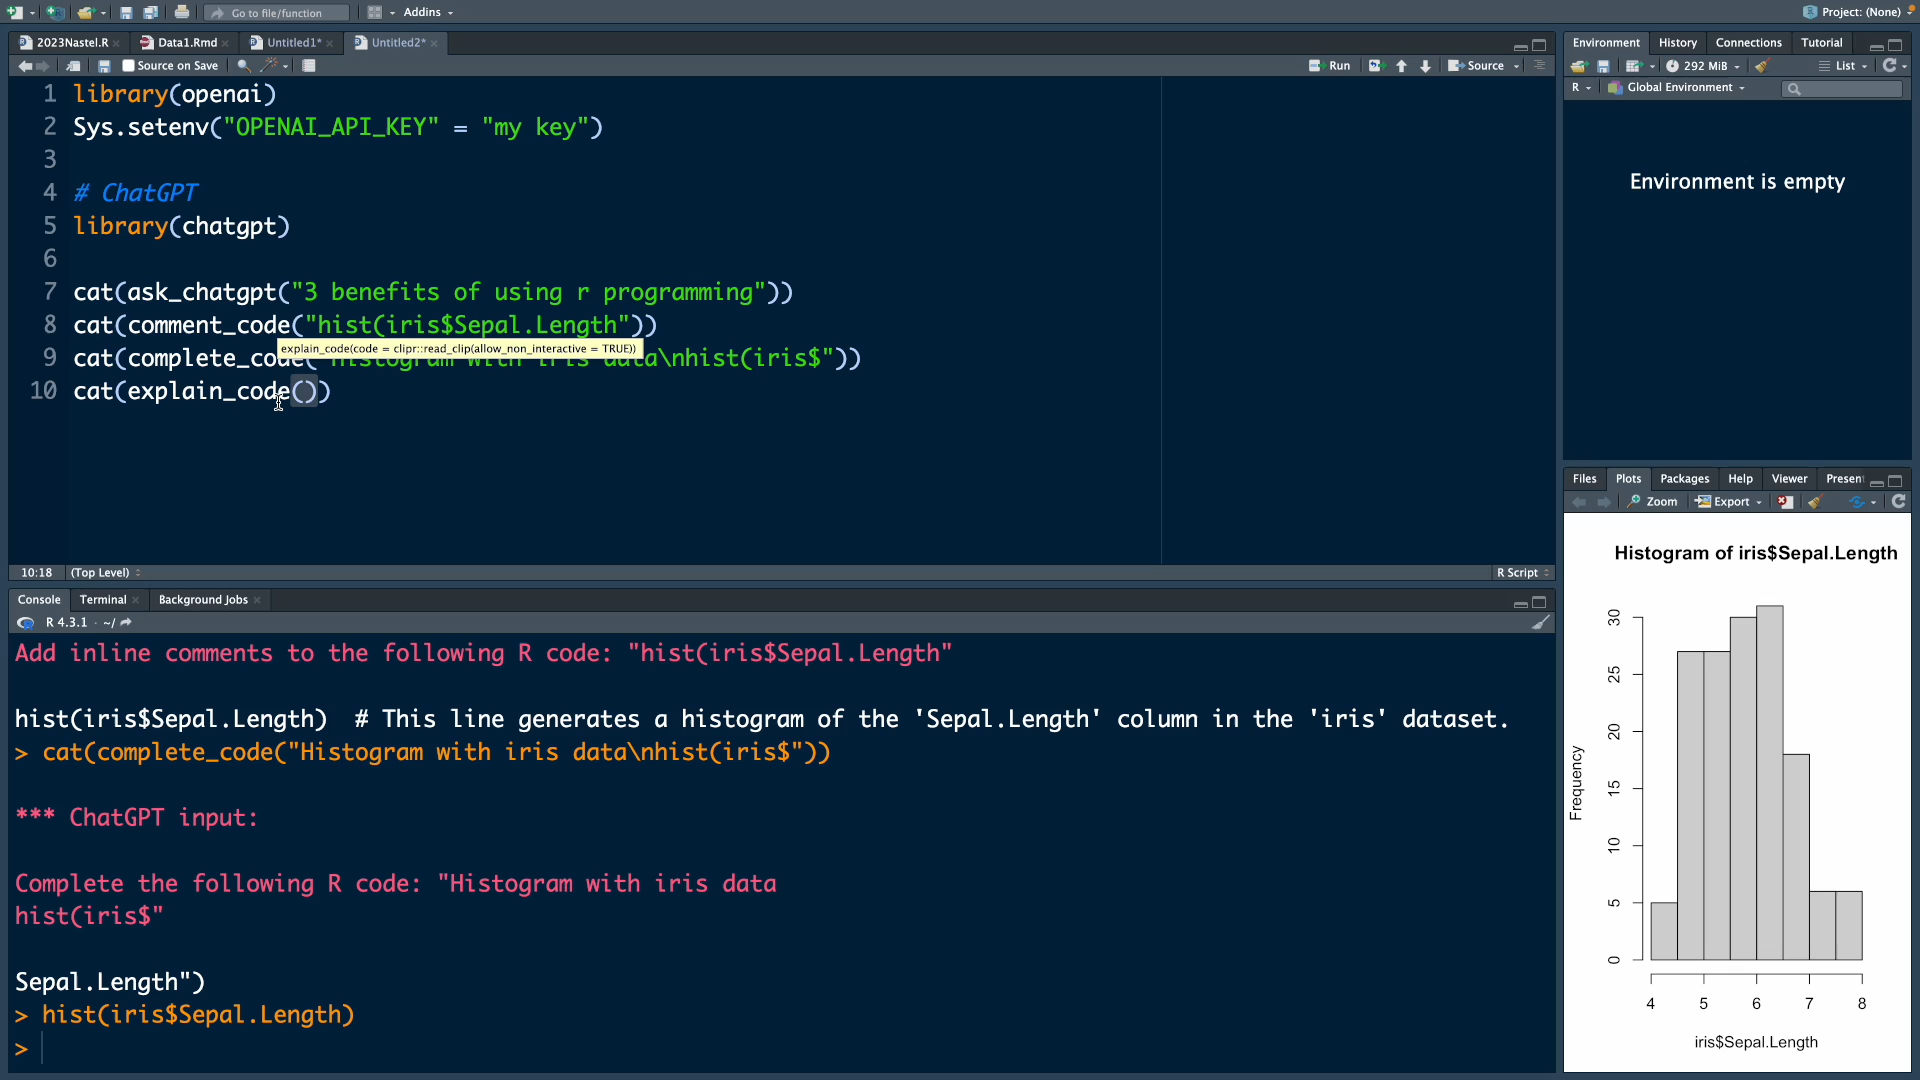 Go to file/function
Addins
Project: (None)
2023Nastel.R
Data1.Rmd
Untitled1*
Untitled2*
Source on Save
Run
Source
1 library(openai)
2 Sys.setenv("OPENAI_API_KEY" = "my key")
3
4 # ChatGPT
5 library(chatgpt)
6
7 cat(ask_chatgpt("3 benefits of using r programming"))
8 cat(comment_code("hist(iris$Sepal.Length"))
explain_code(code = clipr::read_clip(allow_non_interactive = TRUE))
9 cat(complete_code("Histogram with iris data\nhist(iris$"))
10 cat(explain_code())
10:18
(Top Level)
R Script
Console
Terminal
Background Jobs
R 4.3.1 · ~/
Add inline comments to the following R code: "hist(iris$Sepal.Length"
hist(iris$Sepal.Length)  # This line generates a histogram of the 'Sepal.Length' column in the 'iris' dataset.
> cat(complete_code("Histogram with iris data\nhist(iris$"))
*** ChatGPT input:
Complete the following R code: "Histogram with iris data
hist(iris$"
Sepal.Length")
> hist(iris$Sepal.Length)
>
Environment
History
Connections
Tutorial
292 MiB
List
R
Global Environment
Environment is empty
Files
Plots
Packages
Help
Viewer
Presen
Zoom
Export
Histogram of iris$Sepal.Length
Frequency
30
25
20
15
10
5
0
4 5 6 7 8
iris$Sepal.Length